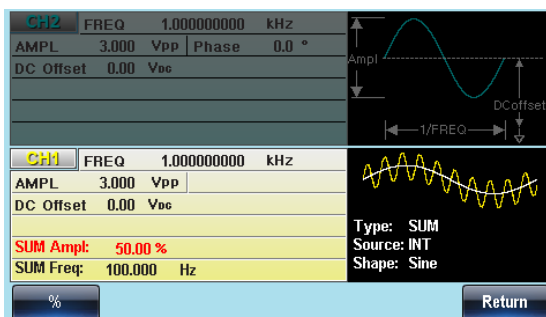 CH2 FREQ 1.000000000 kHz
AMPL 3.000 Vpp Phase 0.0 °
DC Offset 0.00 VDC
Ampl
DCoffset
1/FREQ
CH1 FREQ 1.000000000 kHz
AMPL 3.000 Vpp
DC Offset 0.00 VDC
SUM Ampl: 50.00 %
SUM Freq: 100.000 Hz
Type: SUM
Source: INT
Shape: Sine
% Return